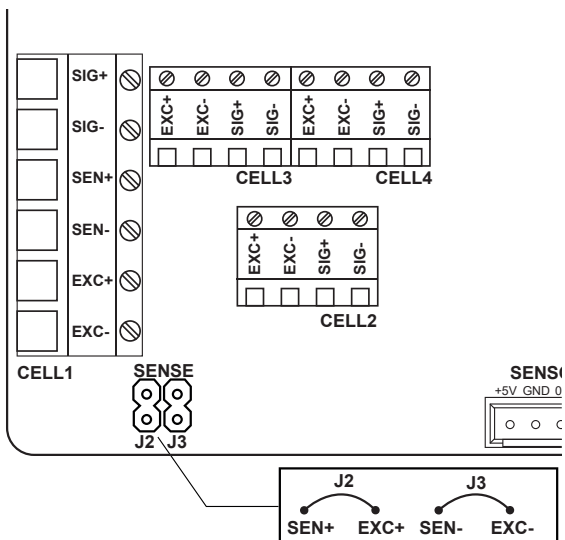 SIG+
SIG-
SEN+
SEN-
EXC+
EXC-
CELL1
EXC+ EXC- SIG+ SIG- EXC+ EXC- SIG+ SIG-
CELL3 CELL4
EXC+ EXC- SIG+ SIG-
CELL2
SENSE
J2 J3
+5V GND
J2 J3
SEN+ EXC+ SEN- EXC-